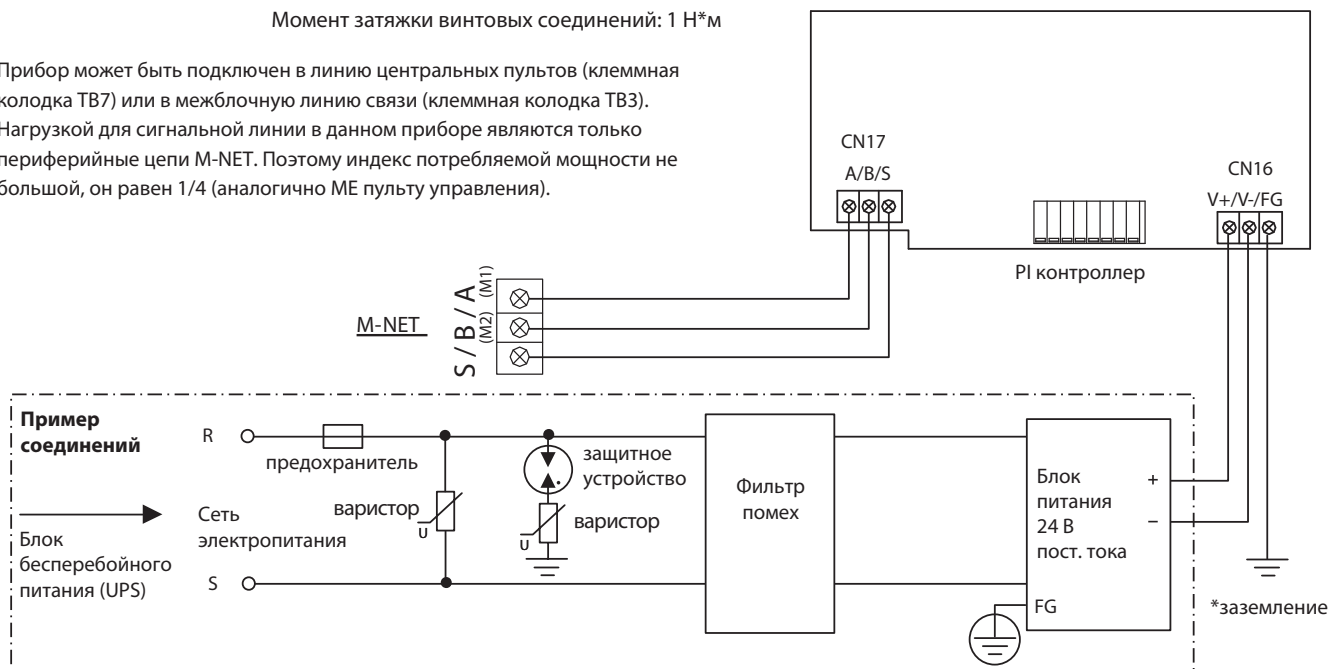 Момент затяжки винтовых соединений: 1 Н*м
Прибор может быть подключен в линию центральных пультов (клеммная
колодка TB7) или в межблочную линию связи (клеммная колодка TB3).
Нагрузкой для сигнальной линии в данном приборе являются только
периферийные цепи M-NET. Поэтому индекс потребляемой мощности не
большой, он равен 1/4 (аналогично ME пульту управления).
CN17
A/B/S
CN16
V+/V-/FG
PI контроллер
M-NET
S / B / A
(M2) (M1)
Пример
соединений
R
предохранитель
защитное
устройство
варистор
U
варистор
U
Фильтр
помех
Блок
питания
24 В
пост. тока
+
−
FG
Сеть
электропитания
Блок
бесперебойного
питания (UPS)
S
*заземление